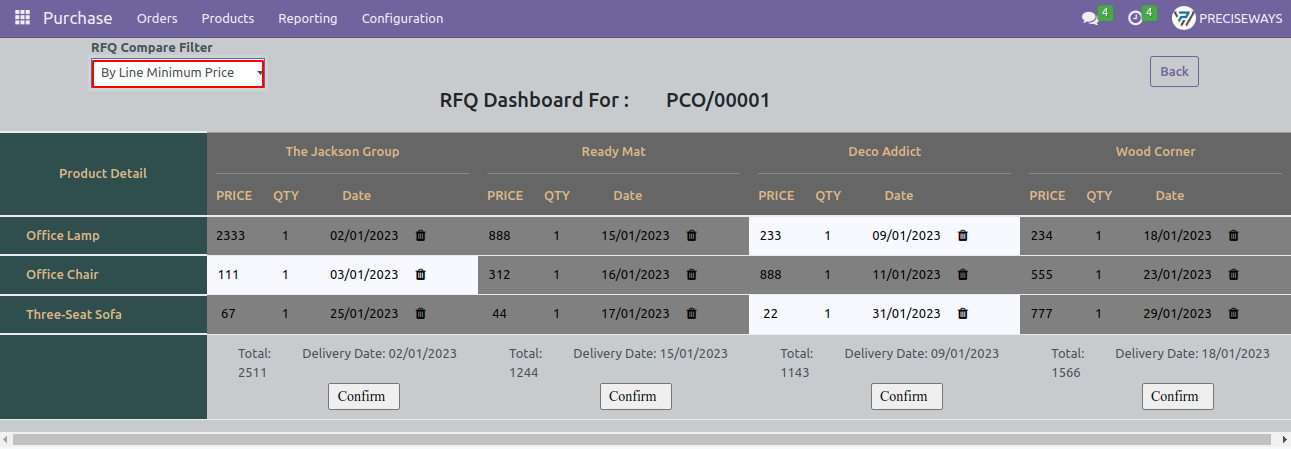 Purchase Orders Products Reporting Configuration 4 4 PRECISEWAYS
RFQ Compare Filter
By Line Minimum Price
Back
RFQ Dashboard For : PCO/00001
Product Detail The Jackson Group Ready Mat Deco Addict Wood Corner
PRICE QTY Date PRICE QTY Date PRICE QTY Date PRICE QTY Date
Office Lamp 2333 1 02/01/2023 888 1 15/01/2023 233 1 09/01/2023 234 1 18/01/2023
Office Chair 111 1 03/01/2023 312 1 16/01/2023 888 1 11/01/2023 555 1 23/01/2023
Three-Seat Sofa 67 1 25/01/2023 44 1 17/01/2023 22 1 31/01/2023 777 1 29/01/2023
Total: Delivery Date: 02/01/2023 Total: Delivery Date: 15/01/2023 Total: Delivery Date: 09/01/2023 Total: Delivery Date: 18/01/2023
2511 1244 1143 1566
Confirm Confirm Confirm Confirm